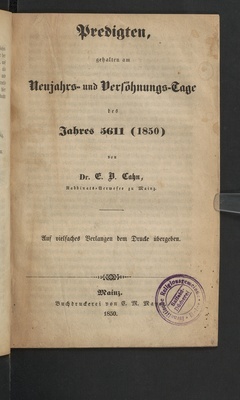 Predigten,
gehalten am
Neujahrs- und Versöhnungs-Tage
des
Jahres 5611 (1850)
von
Dr. E. B. Cahn,
Rabbinats-Verweser zu Mainz.
Auf vielfaches Verlangen dem Drucke übergeben.
Mainz.
Buchdruckerei von
1850.